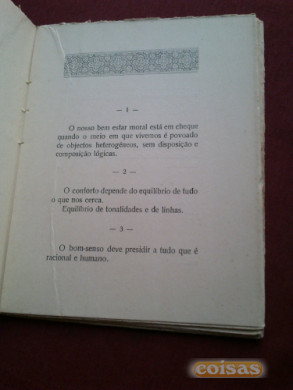 — 1 —
O nosso bem estar moral está em cheque
quando o meio em que vivemos é povoado
de objectos heterogéneos, sem disposição e
composição lógicas.
— 2 —
O conforto depende do equilíbrio de tudo
o que nos cerca.
Equilíbrio de tonalidades e de linhas.
— 3 —
O bom-senso deve presidir a tudo que é
racional e humano.
coisas